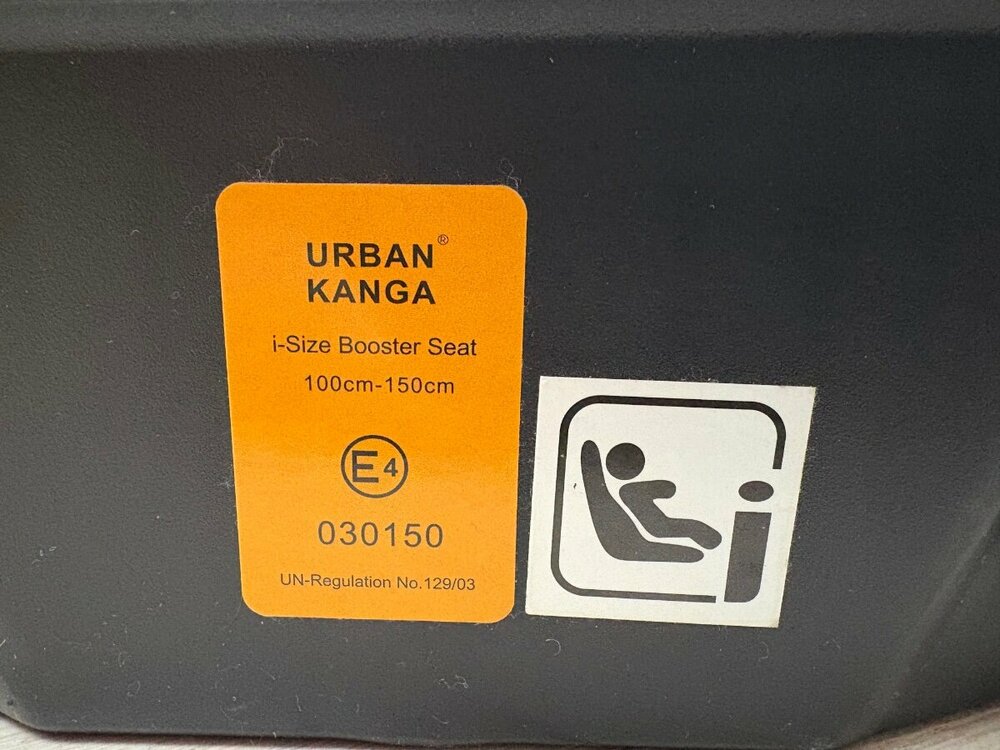 URBAN®
KANGA
i-Size Booster Seat
100cm-150cm
E4
030150
UN-Regulation No.129/03
i